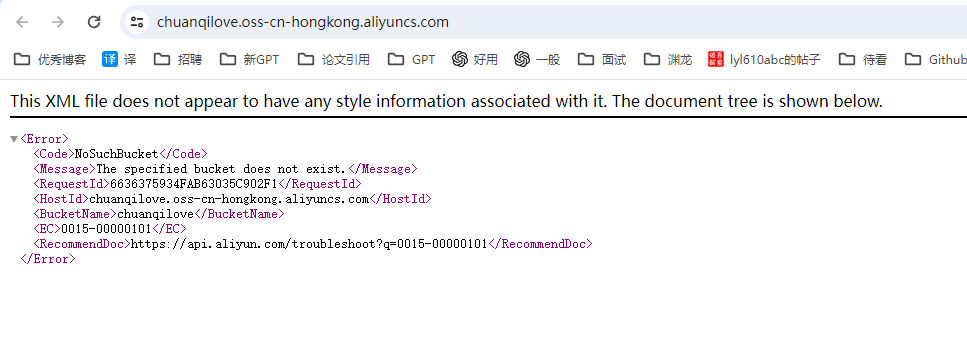 chuanqilove.oss-cn-hongkong.aliyuncs.com
优秀博客 译 译 招聘 新GPT 论文引用 GPT 好用 一般 面试 渊龙 lyl610abc的帖子 待看 Github
This XML file does not appear to have any style information associated with it. The document tree is shown below.
<Error>
<Code>NoSuchBucket</Code>
<Message>The specified bucket does not exist.</Message>
<RequestId>6636375934FAB63035C902F1</RequestId>
<HostId>chuanqilove.oss-cn-hongkong.aliyuncs.com</HostId>
<BucketName>chuanqilove</BucketName>
<EC>0015-00000101</EC>
<RecommendDoc>https://api.aliyun.com/troubleshoot?q=0015-00000101</RecommendDoc>
</Error>